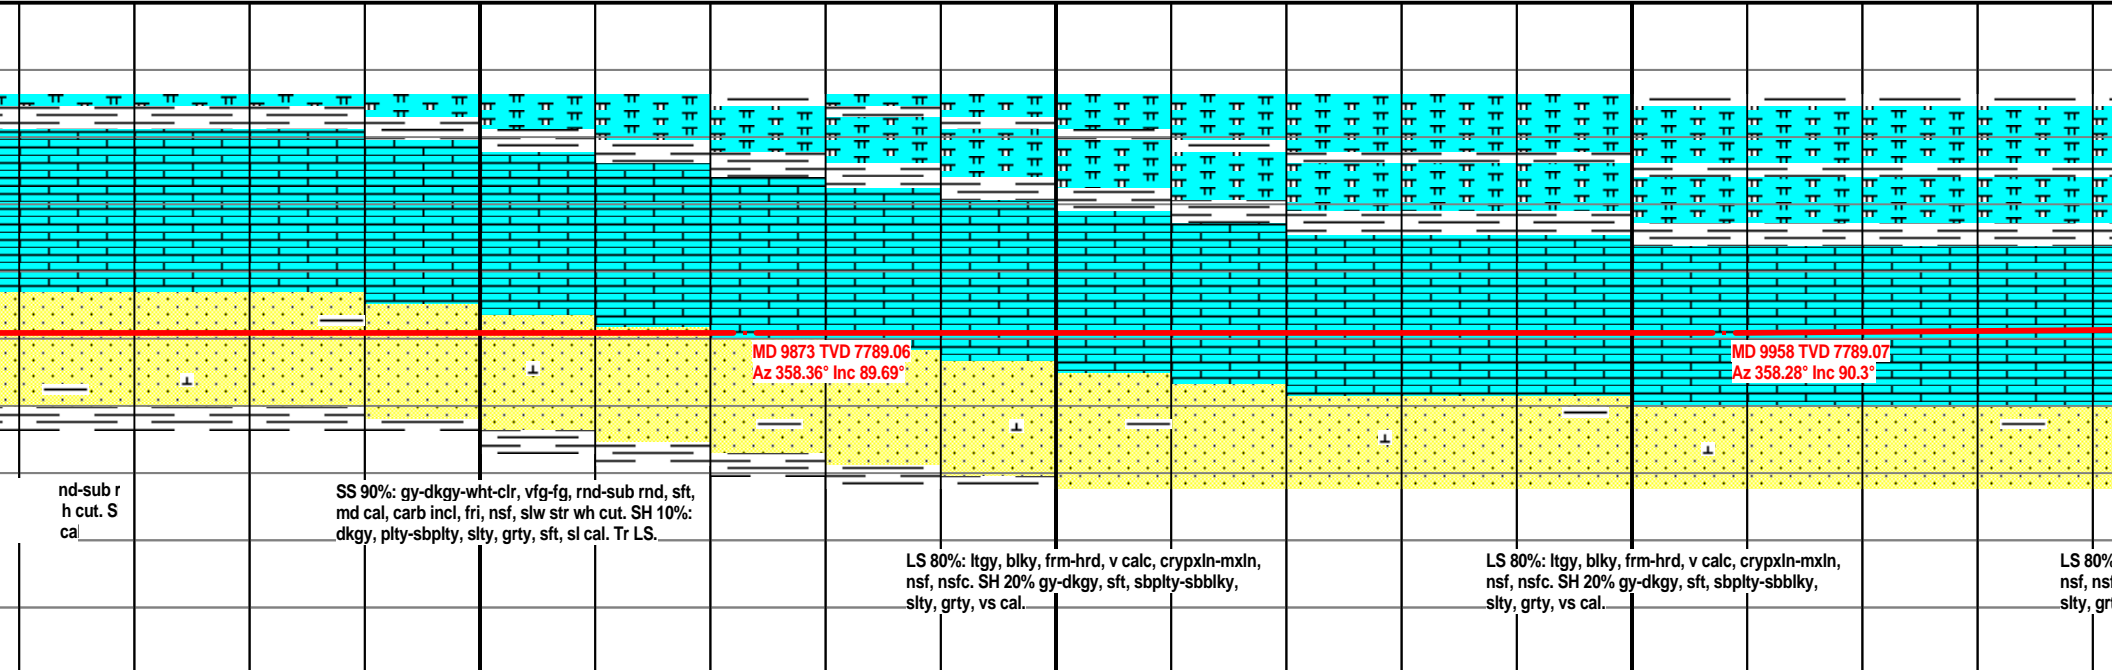 MD 9873 TVD 7789.06
Az 358.36° Inc 89.69°
MD 9958 TVD 7789.07
Az 358.28° Inc 90.3°
nd-sub r
h cut. S
cal
SS 90%: gy-dkgy-wht-clr, vfg-fg, rnd-sub rnd, sft,
md cal, carb incl, fri, nsf, slw str wh cut. SH 10%:
dkgy, plty-sbplty, slty, grty, sft, sl cal. Tr LS.
LS 80%: ltgy, blky, frm-hrd, v calc, crypxln-mxln,
nsf, nsfc. SH 20% gy-dkgy, sft, sbplty-sbblky,
slty, grty, vs cal.
LS 80%: ltgy, blky, frm-hrd, v calc, crypxln-mxln,
nsf, nsfc. SH 20% gy-dkgy, sft, sbplty-sbblky,
slty, grty, vs cal.
LS 80%
nsf, nsf
slty, gr